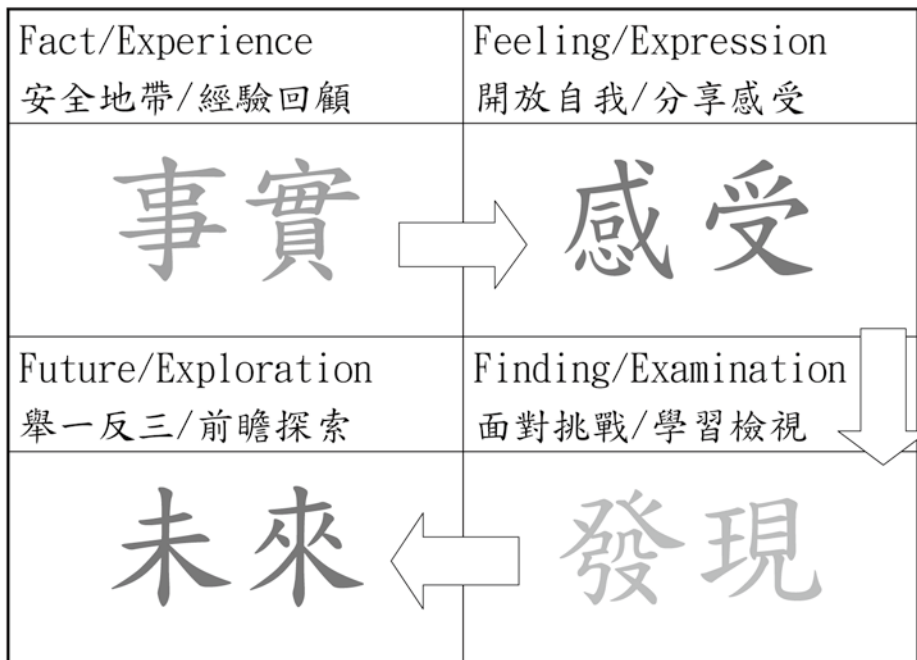 Fact/Experience
安全地帶/經驗回顧
事實
Feeling/Expression
開放自我/分享感受
感受
Future/Exploration
舉一反三/前瞻探索
未來
Finding/Examination
面對挑戰/學習檢視
發現